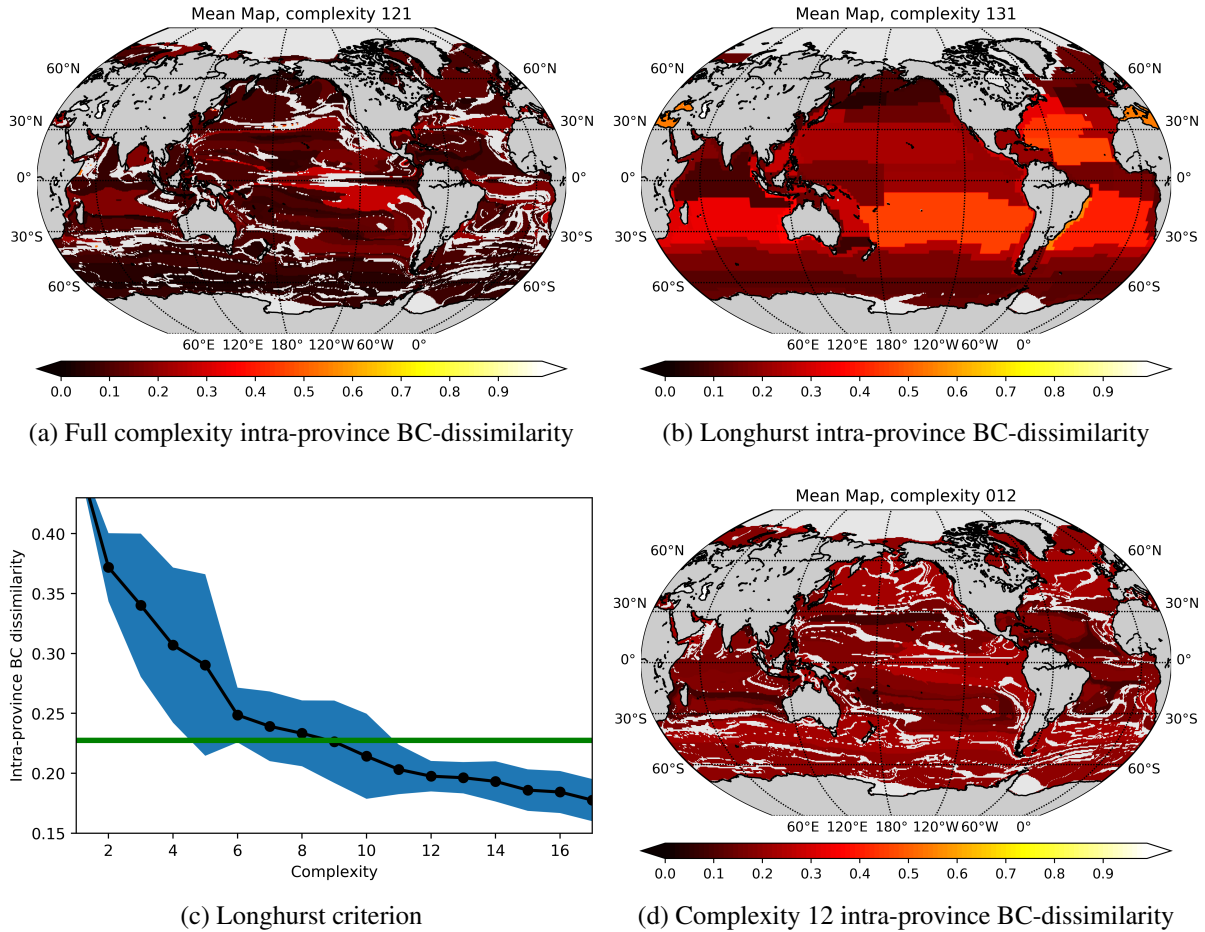 Mean Map, complexity 121
60°N 60°N
30°N 30°N
0° 0°
30°S 30°S
60°S 60°S
60°E 120°E 180° 120°W 60°W 0°
0.0 0.1 0.2 0.3 0.4 0.5 0.6 0.7 0.8 0.9
(a) Full complexity intra-province BC-dissimilarity
Mean Map, complexity 131
60°N 60°N
30°N 30°N
0° 0°
30°S 30°S
60°S 60°S
60°E 120°E 180° 120°W 60°W 0°
0.0 0.1 0.2 0.3 0.4 0.5 0.6 0.7 0.8 0.9
(b) Longhurst intra-province BC-dissimilarity
Intra-province BC dissimilarity
0.40
0.35
0.30
0.25
0.20
0.15
2 4 6 8 10 12 14 16
Complexity
(c) Longhurst criterion
Mean Map, complexity 012
60°N 60°N
30°N 30°N
0° 0°
30°S 30°S
60°S 60°S
60°E 120°E 180° 120°W 60°W 0°
0.0 0.1 0.2 0.3 0.4 0.5 0.6 0.7 0.8 0.9
(d) Complexity 12 intra-province BC-dissimilarity